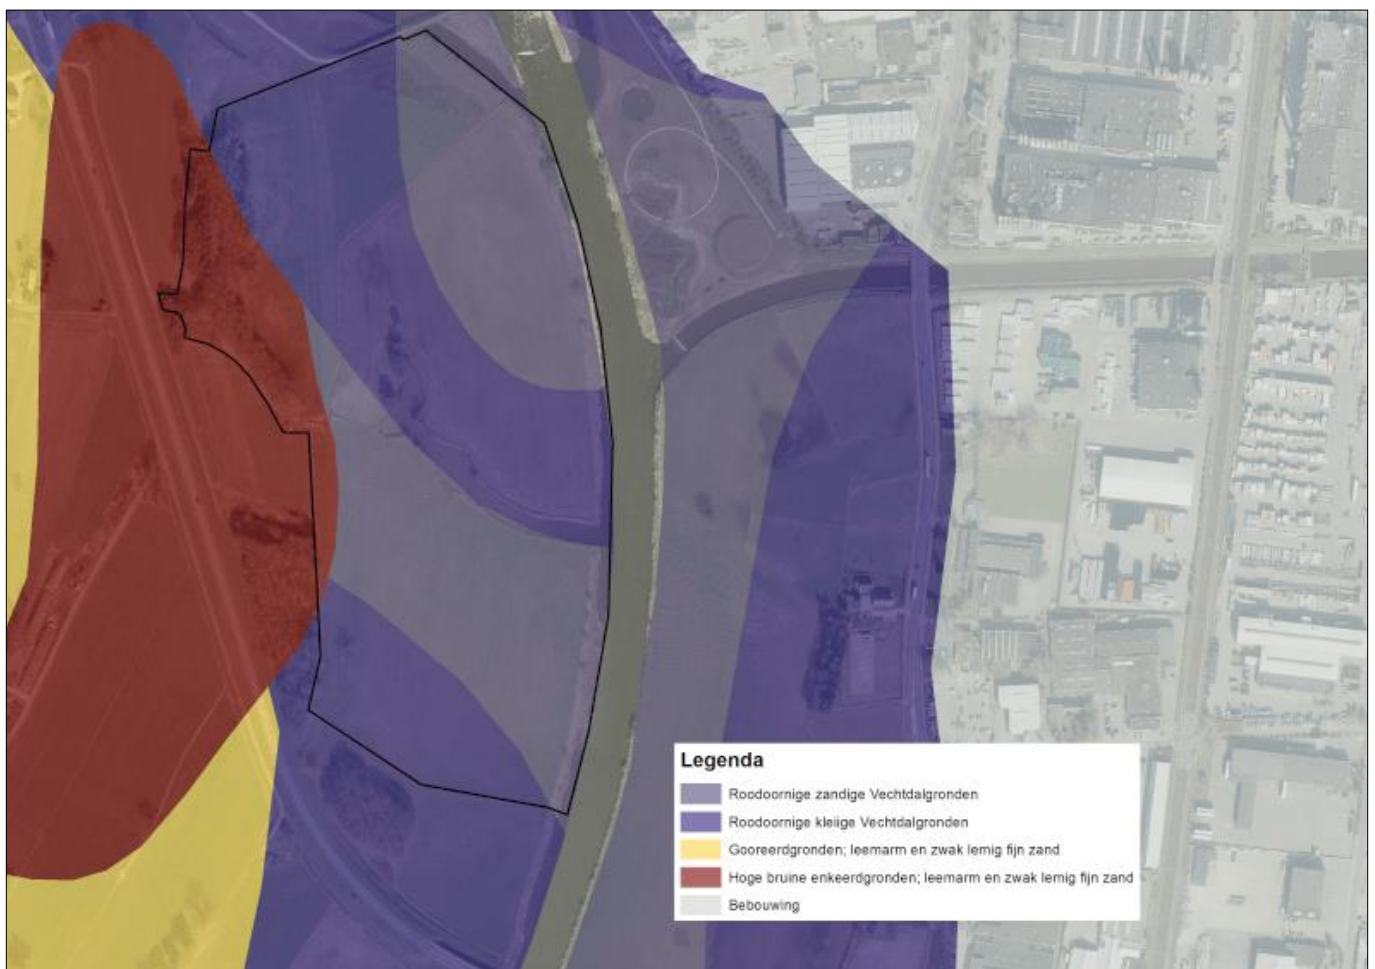 Legenda
Roodoornige zandige Vechtdalgronden
Roodoornige kleiige Vechtdalgronden
Gooreerdgronden; leemarm en zwak lemig fijn zand
Hoge bruine enkeerdgronden; leemarm en zwak lemig fijn zand
Bebouwing